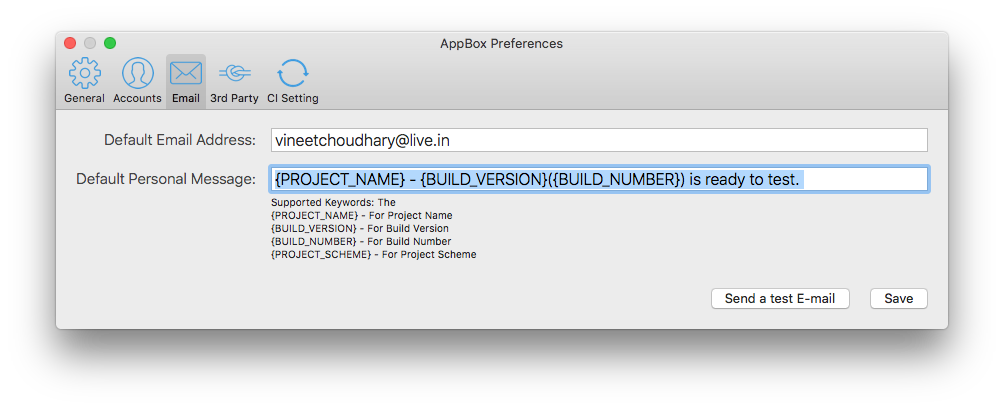 AppBox Preferences
General Accounts Email 3rd Party CI Setting
Default Email Address: vineetchoudhary@live.in
Default Personal Message: {PROJECT_NAME} - {BUILD_VERSION}({BUILD_NUMBER}) is ready to test.
Supported Keywords: The
{PROJECT_NAME} - For Project Name
{BUILD_VERSION} - For Build Version
{BUILD_NUMBER} - For Build Number
{PROJECT_SCHEME} - For Project Scheme
Send a test E-mail Save